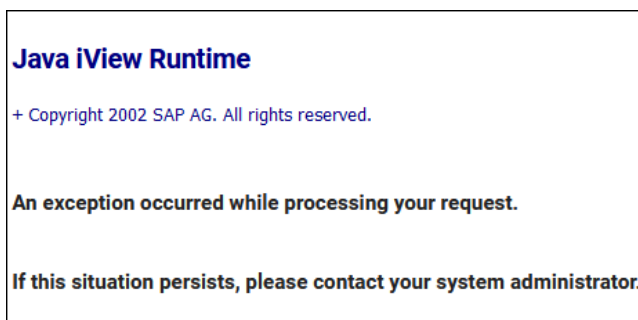 Java iView Runtime
+ Copyright 2002 SAP AG. All rights reserved.
An exception occurred while processing your request.
If this situation persists, please contact your system administrator.